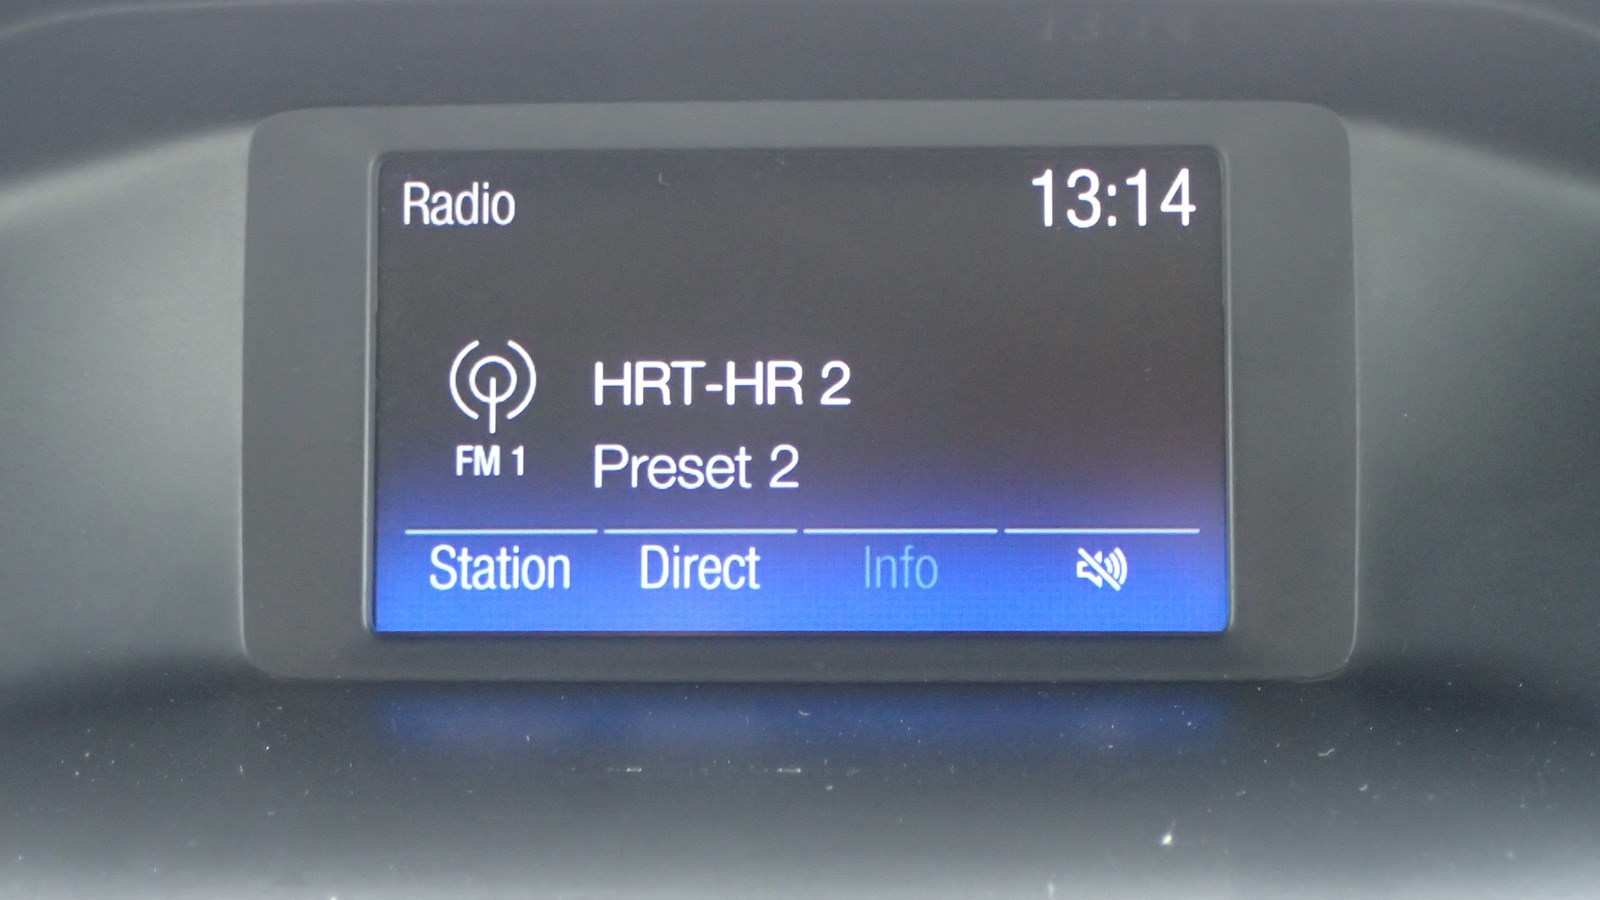 Radio
13:14
HRT-HR 2
FM 1
Preset 2
Station
Direct
Info